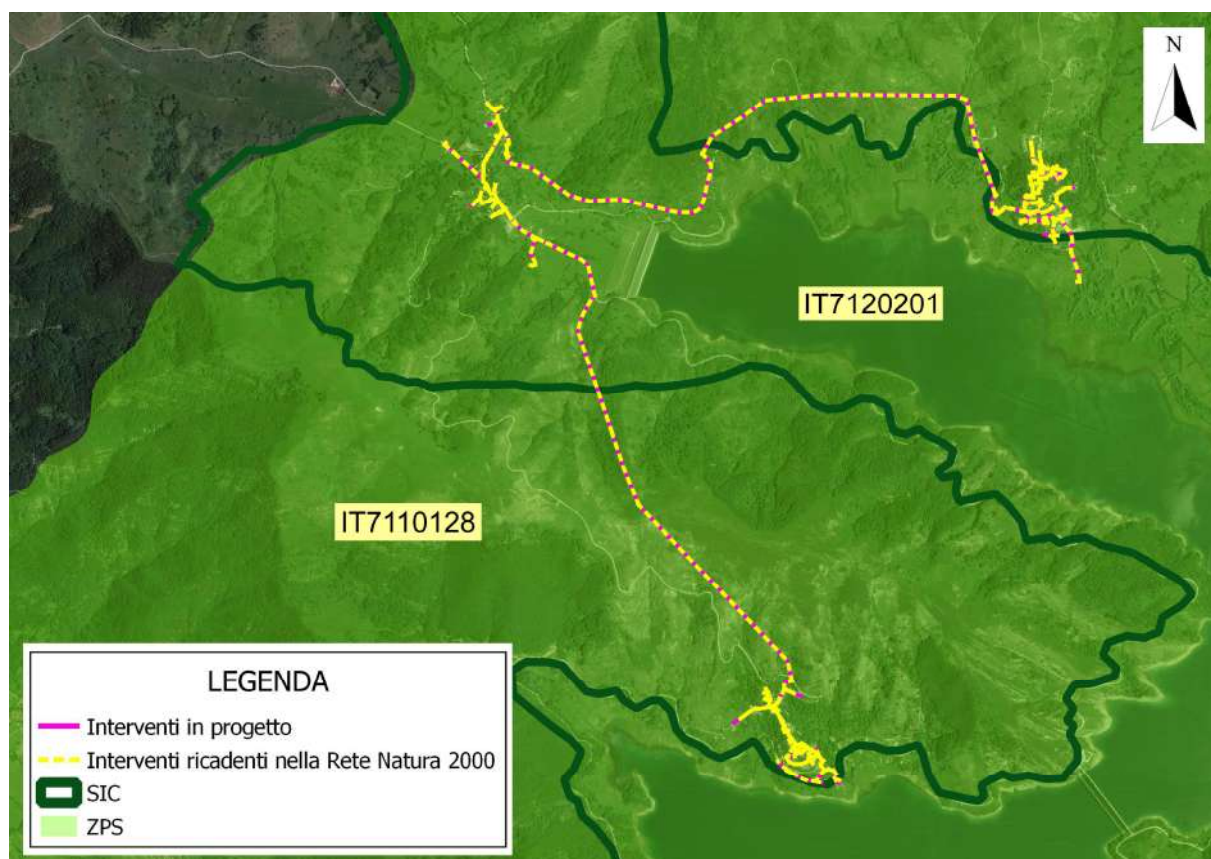 N
IT7120201
IT7110128
LEGENDA
Interventi in progetto
Interventi ricadenti nella Rete Natura 2000
SIC
ZPS